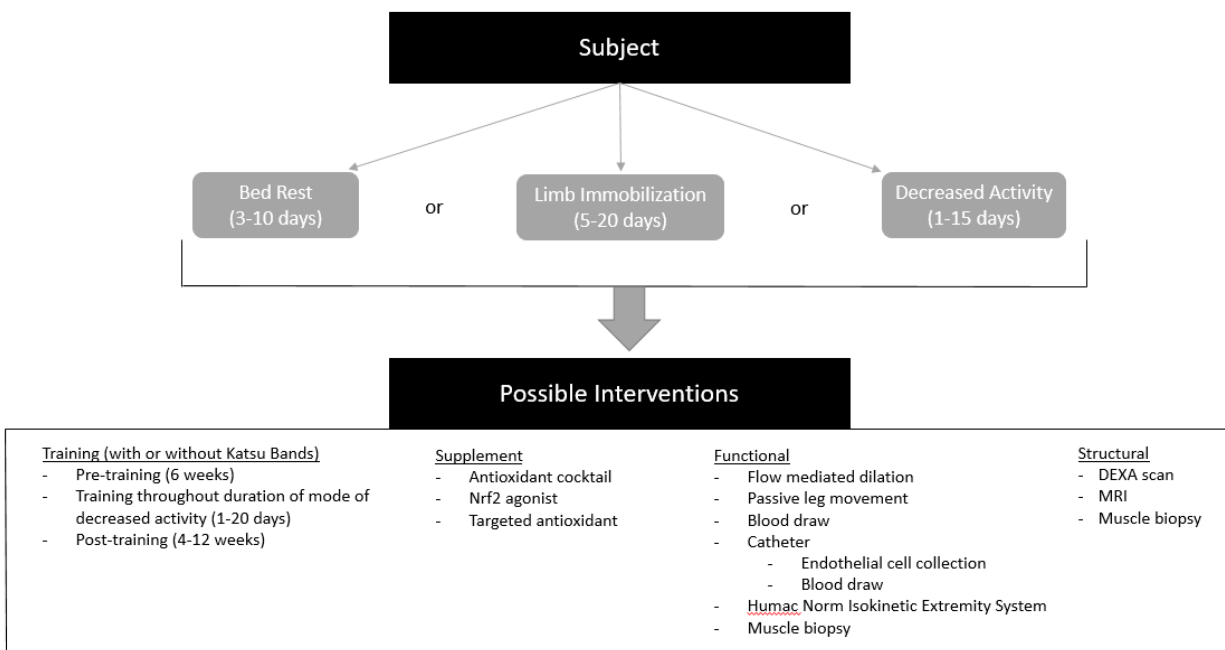 Subject
Bed Rest
(3-10 days)
or
Limb Immobilization
(5-20 days)
or
Decreased Activity
(1-15 days)
Possible Interventions
Training (with or without Katsu Bands)
- Pre-training (6 weeks)
- Training throughout duration of mode of
decreased activity (1-20 days)
- Post-training (4-12 weeks)
Supplement
- Antioxidant cocktail
- Nrf2 agonist
- Targeted antioxidant
Functional
- Flow mediated dilation
- Passive leg movement
- Blood draw
- Catheter
- Endothelial cell collection
- Blood draw
- Humac Norm Isokinetic Extremity System
- Muscle biopsy
Structural
- DEXA scan
- MRI
- Muscle biopsy